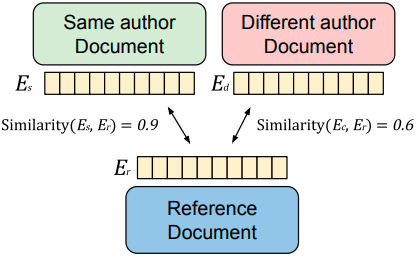 Same author
Document
Different author
Document
Es
Ed
Similarity(Es, Er) = 0.9
Similarity(Ec, Er) = 0.6
Er
Reference
Document